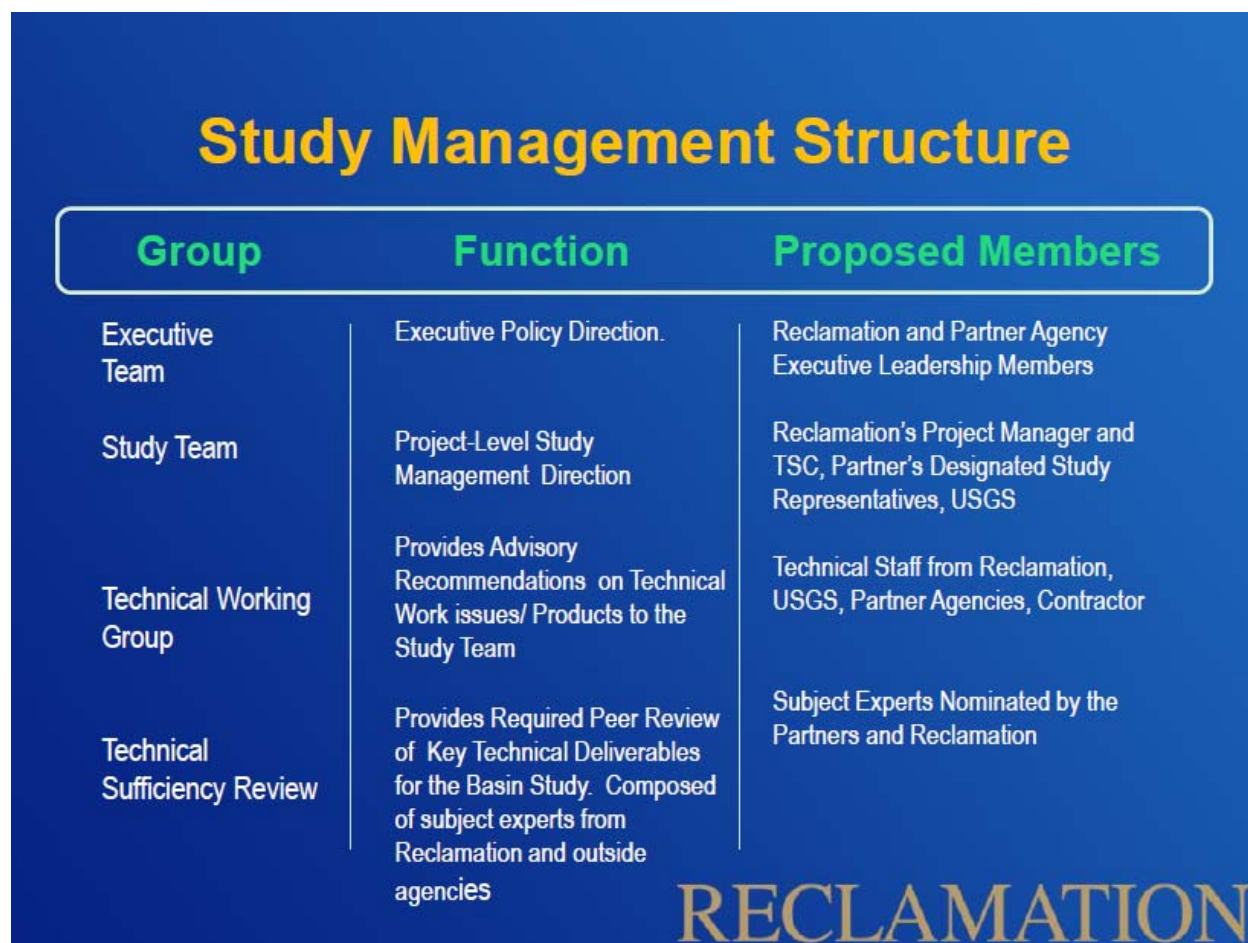 Study Management Structure
Group Function Proposed Members
Executive
Team
Executive Policy Direction.
Reclamation and Partner Agency
Executive Leadership Members
Study Team
Project-Level Study
Management Direction
Reclamation's Project Manager and
TSC, Partner's Designated Study
Representatives, USGS
Technical Working
Group
Provides Advisory
Recommendations on Technical
Work issues/ Products to the
Study Team
Technical Staff from Reclamation,
USGS, Partner Agencies, Contractor
Technical
Sufficiency Review
Provides Required Peer Review
of Key Technical Deliverables
for the Basin Study. Composed
of subject experts from
Reclamation and outside
agencies
Subject Experts Nominated by the
Partners and Reclamation
RECLAMATION